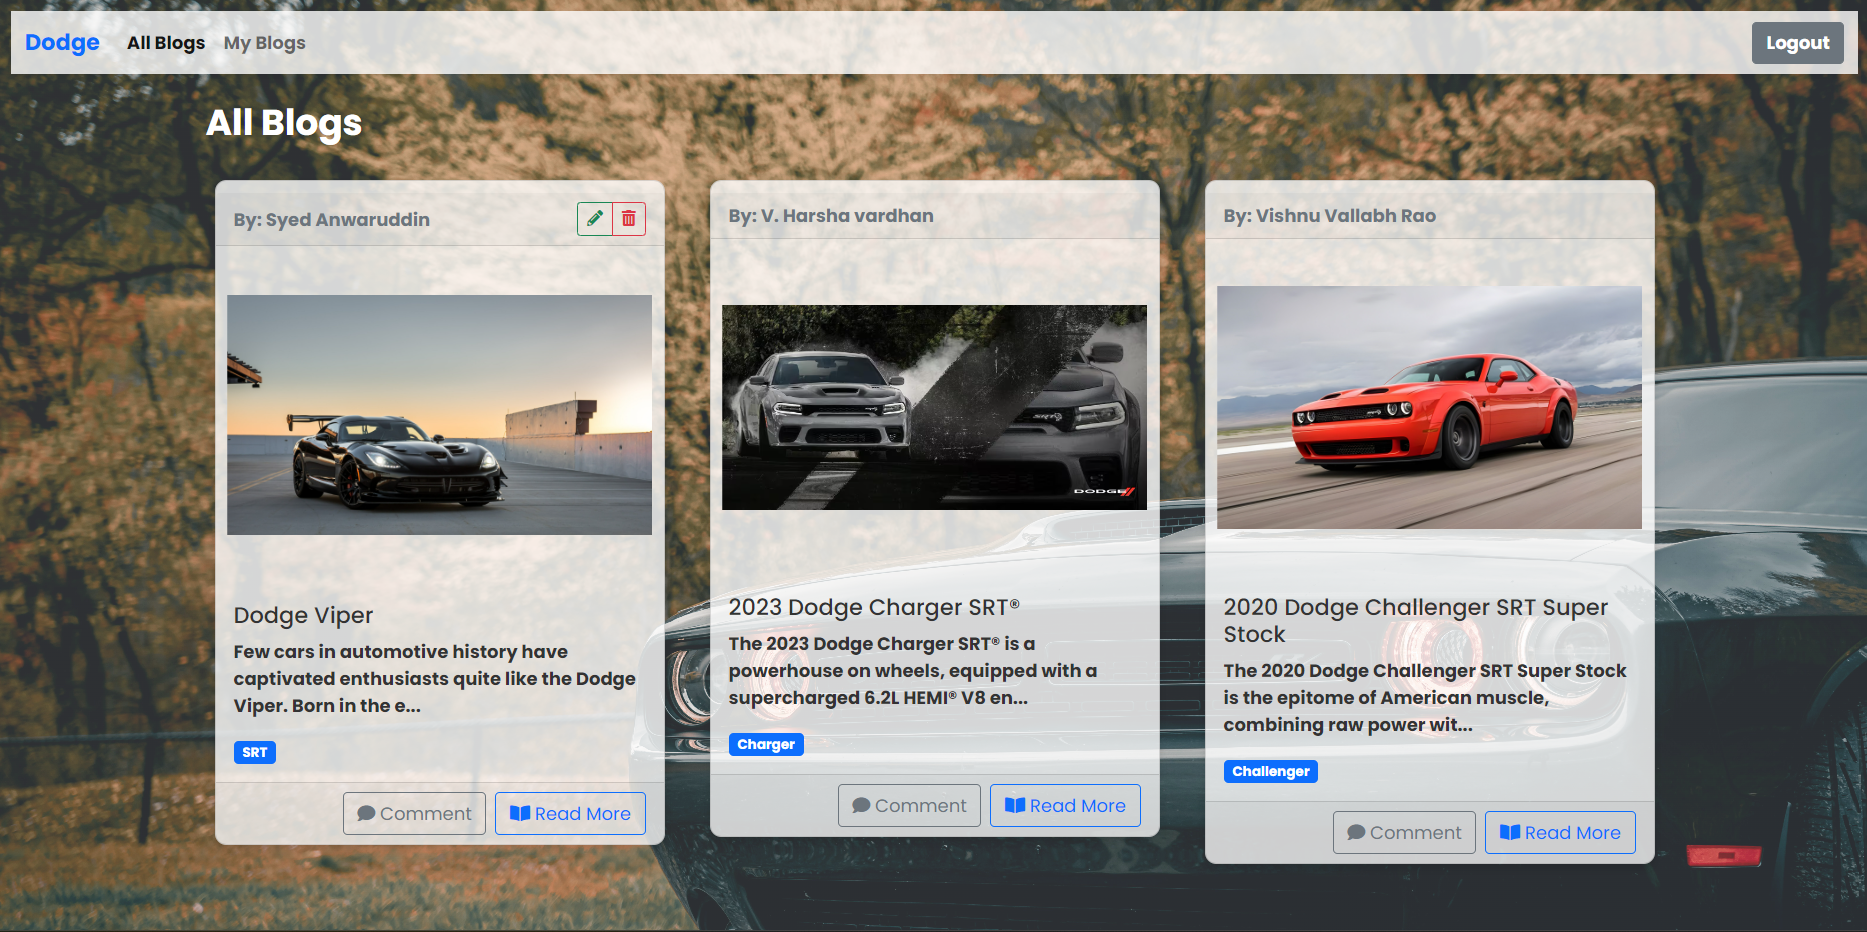 Dodge
All Blogs
My Blogs
Logout
All Blogs
By: Syed Anwaruddin
Dodge Viper
Few cars in automotive history have
captivated enthusiasts quite like the Dodge
Viper. Born in the e...
SRT
Comment
Read More
By: V. Harsha vardhan
SRT
DODGE
2023 Dodge Charger SRT®
The 2023 Dodge Charger SRT® is a
powerhouse on wheels, equipped with a
supercharged 6.2L HEMI® V8 en...
Charger
Comment
Read More
By: Vishnu Vallabh Rao
2020 Dodge Challenger SRT Super
Stock
The 2020 Dodge Challenger SRT Super Stock
is the epitome of American muscle,
combining raw power wit...
Challenger
Comment
Read More